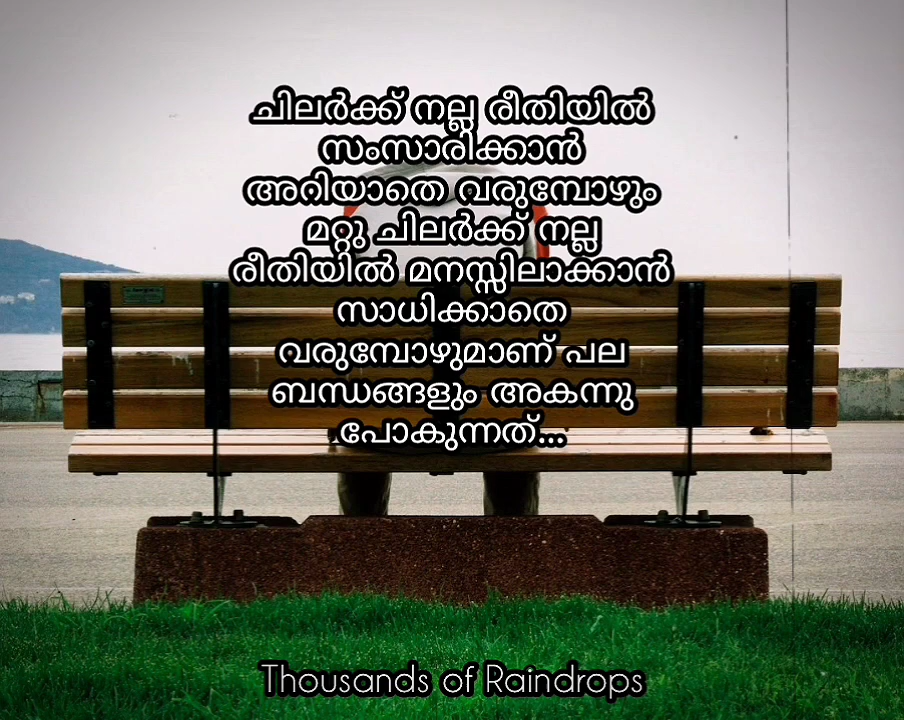 ചിലർക്ക് നല്ല രീതിയിൽ
സംസാരിക്കാൻ
അറിയാതെ വരുമ്പോഴും
മറ്റു ചിലർക്ക് നല്ല
രീതിയിൽ മനസ്സിലാക്കാൻ
സാധിക്കാതെ
വരുമ്പോഴുമാണ് പല
ബന്ധങ്ങളും അകന്നു
പോകുന്നത്...
Thousands of Raindrops